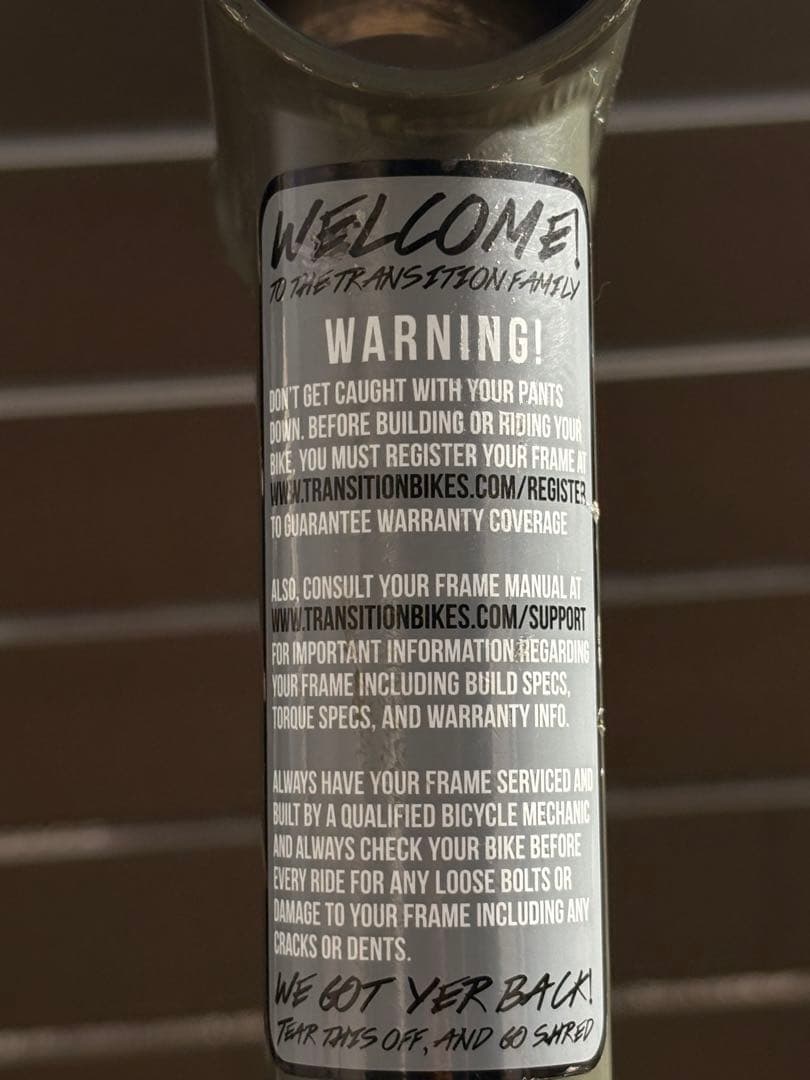 WELCOME!
TO THE TRANSITION FAMILY
WARNING!
DON'T GET CAUGHT WITH YOUR PANTS
DOWN. BEFORE BUILDING OR RIDING YOUR
BIKE, YOU MUST REGISTER YOUR FRAME AT
WWW.TRANSITIONBIKES.COM/REGISTER
TO GUARANTEE WARRANTY COVERAGE
ALSO, CONSULT YOUR FRAME MANUAL AT
WWW.TRANSITIONBIKES.COM/SUPPORT
FOR IMPORTANT INFORMATION REGARDING
YOUR FRAME INCLUDING BUILD SPECS,
TORQUE SPECS, AND WARRANTY INFO.
ALWAYS HAVE YOUR FRAME SERVICED AND
BUILT BY A QUALIFIED BICYCLE MECHANIC
AND ALWAYS CHECK YOUR BIKE BEFORE
EVERY RIDE FOR ANY LOOSE BOLTS OR
DAMAGE TO YOUR FRAME INCLUDING ANY
CRACKS OR DENTS.
WE GOT YER BACK!
TEAR THIS OFF, AND GO SHRED